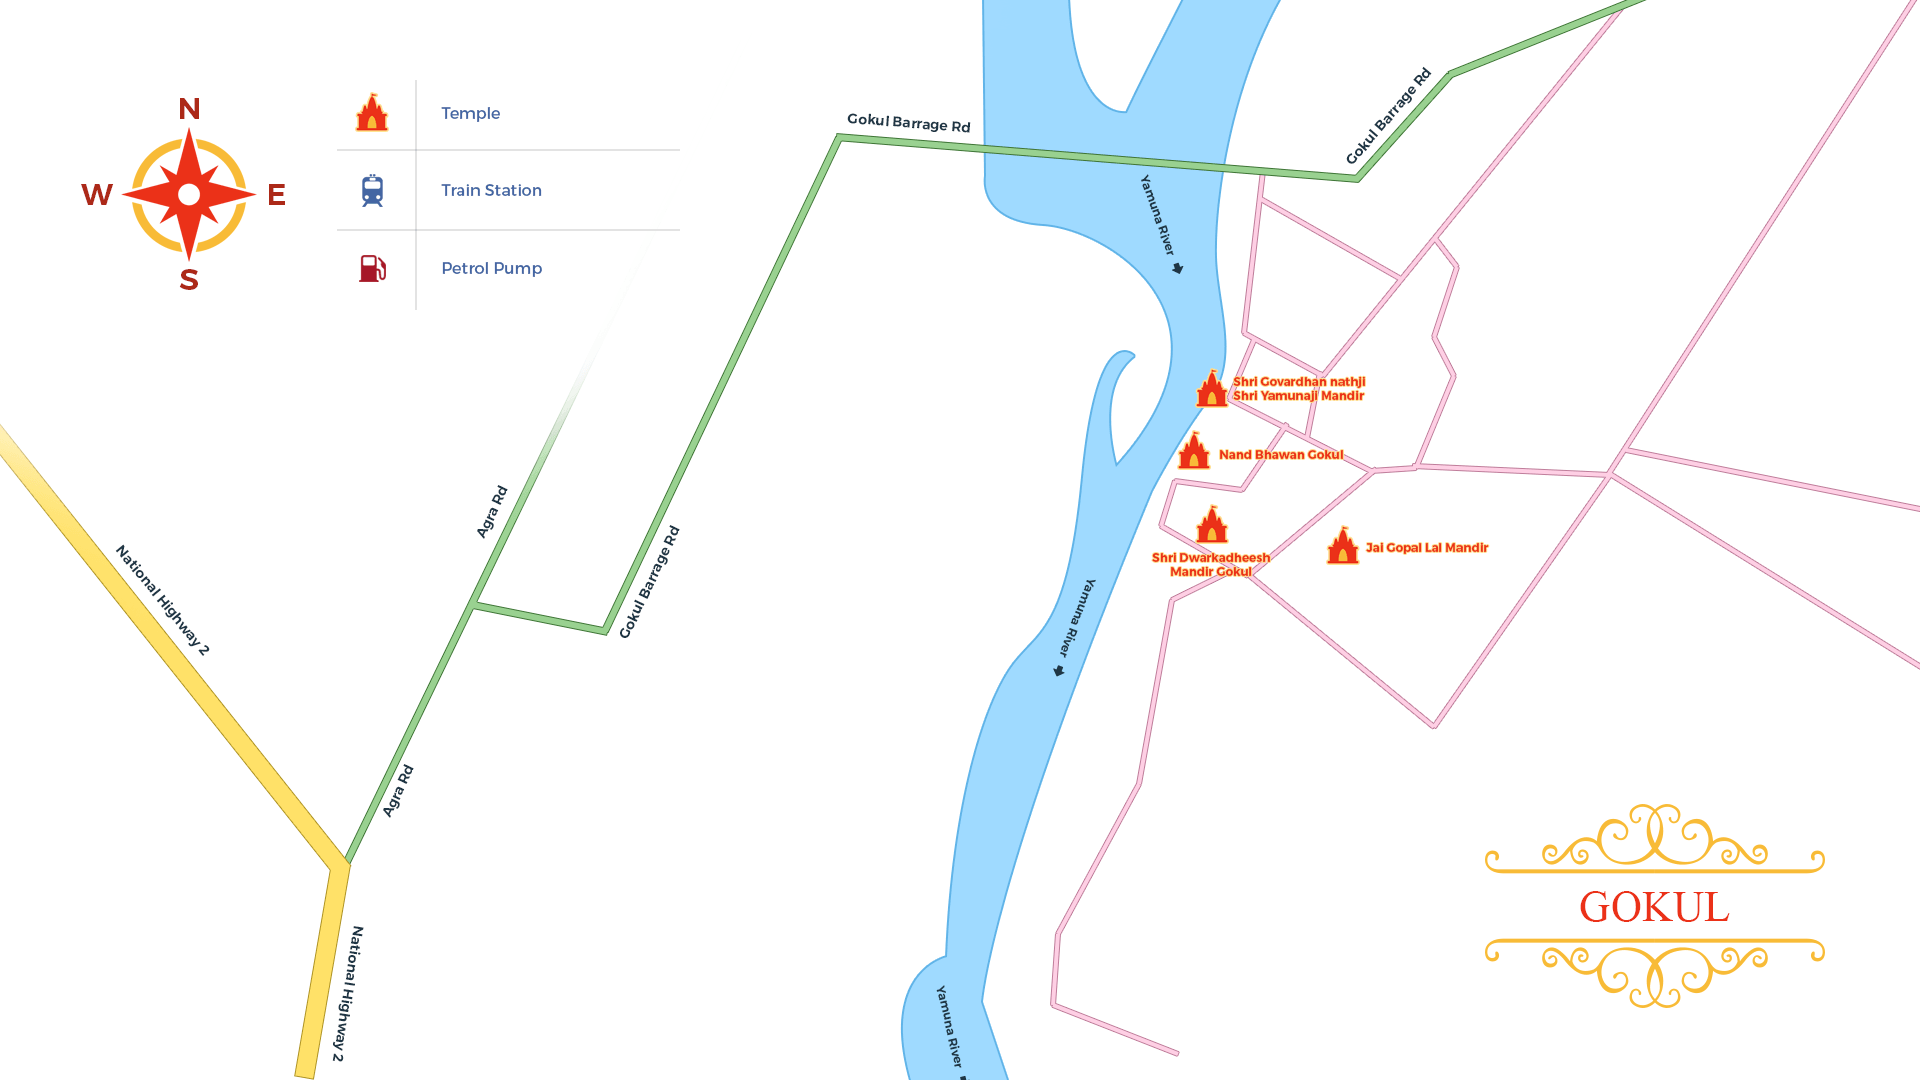 N
W
E
S
Temple
Train Station
Petrol Pump
Gokul Barrage Rd
Gokul Barrage Rd
Yamuna River
Shri Govardhan nathji
Shri Yamunaji Mandir
Nand Bhawan Gokul
Agra Rd
Gokul Barrage Rd
National Highway 2
Shri Dwarkadheesh
Mandir Gokul
Jai Gopal Lal Mandir
Yamuna River
Agra Rd
GOKUL
National Highway 2
Yamuna River